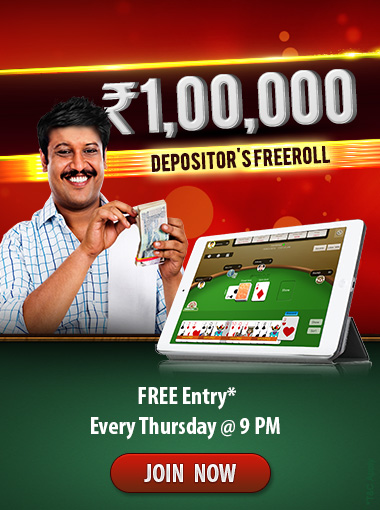 ₹1,00,000
DEPOSITOR'S FREEROLL
FREE Entry*
Every Thursday @ 9 PM
JOIN NOW